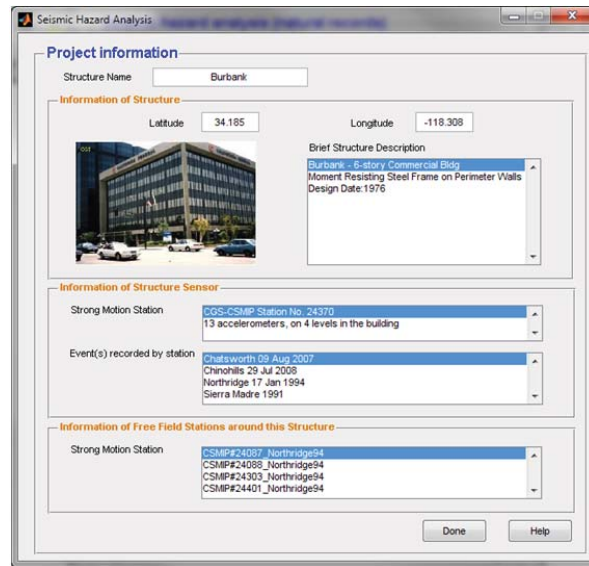 Seismic Hazard Analysis
Project information
Structure Name Burbank
Information of Structure
Latitude 34.185 Longitude -118.308
Brief Structure Description
Burbank - 6-story Commercial Bldg
Moment Resisting Steel Frame on Perimeter Walls
Design Date:1976
Information of Structure Sensor
Strong Motion Station CGS-CSMIP Station No. 24370
13 accelerometers, on 4 levels in the building
Event(s) recorded by station Chatsworth 09 Aug 2007
Chinohills 29 Jul 2008
Northridge 17 Jan 1994
Sierra Madre 1991
Information of Free Field Stations around this Structure
Strong Motion Station CSMIP#24087_Northridge94
CSMIP#24088_Northridge94
CSMIP#24303_Northridge94
CSMIP#24401_Northridge94
Done Help